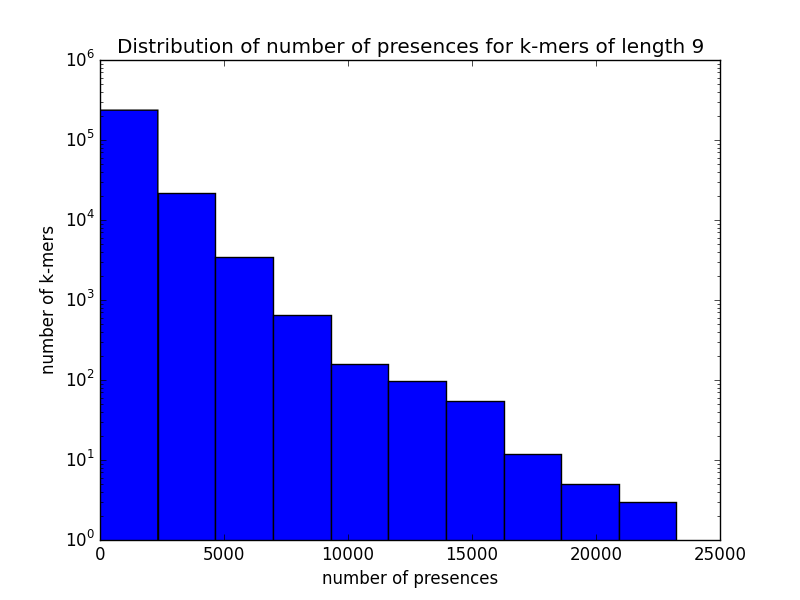 Distribution of number of presences for k-mers of length 9
10^6
10^5
10^4
10^3
10^2
10^1
10^0
number of k-mers
0 5000 10000 15000 20000 25000
number of presences